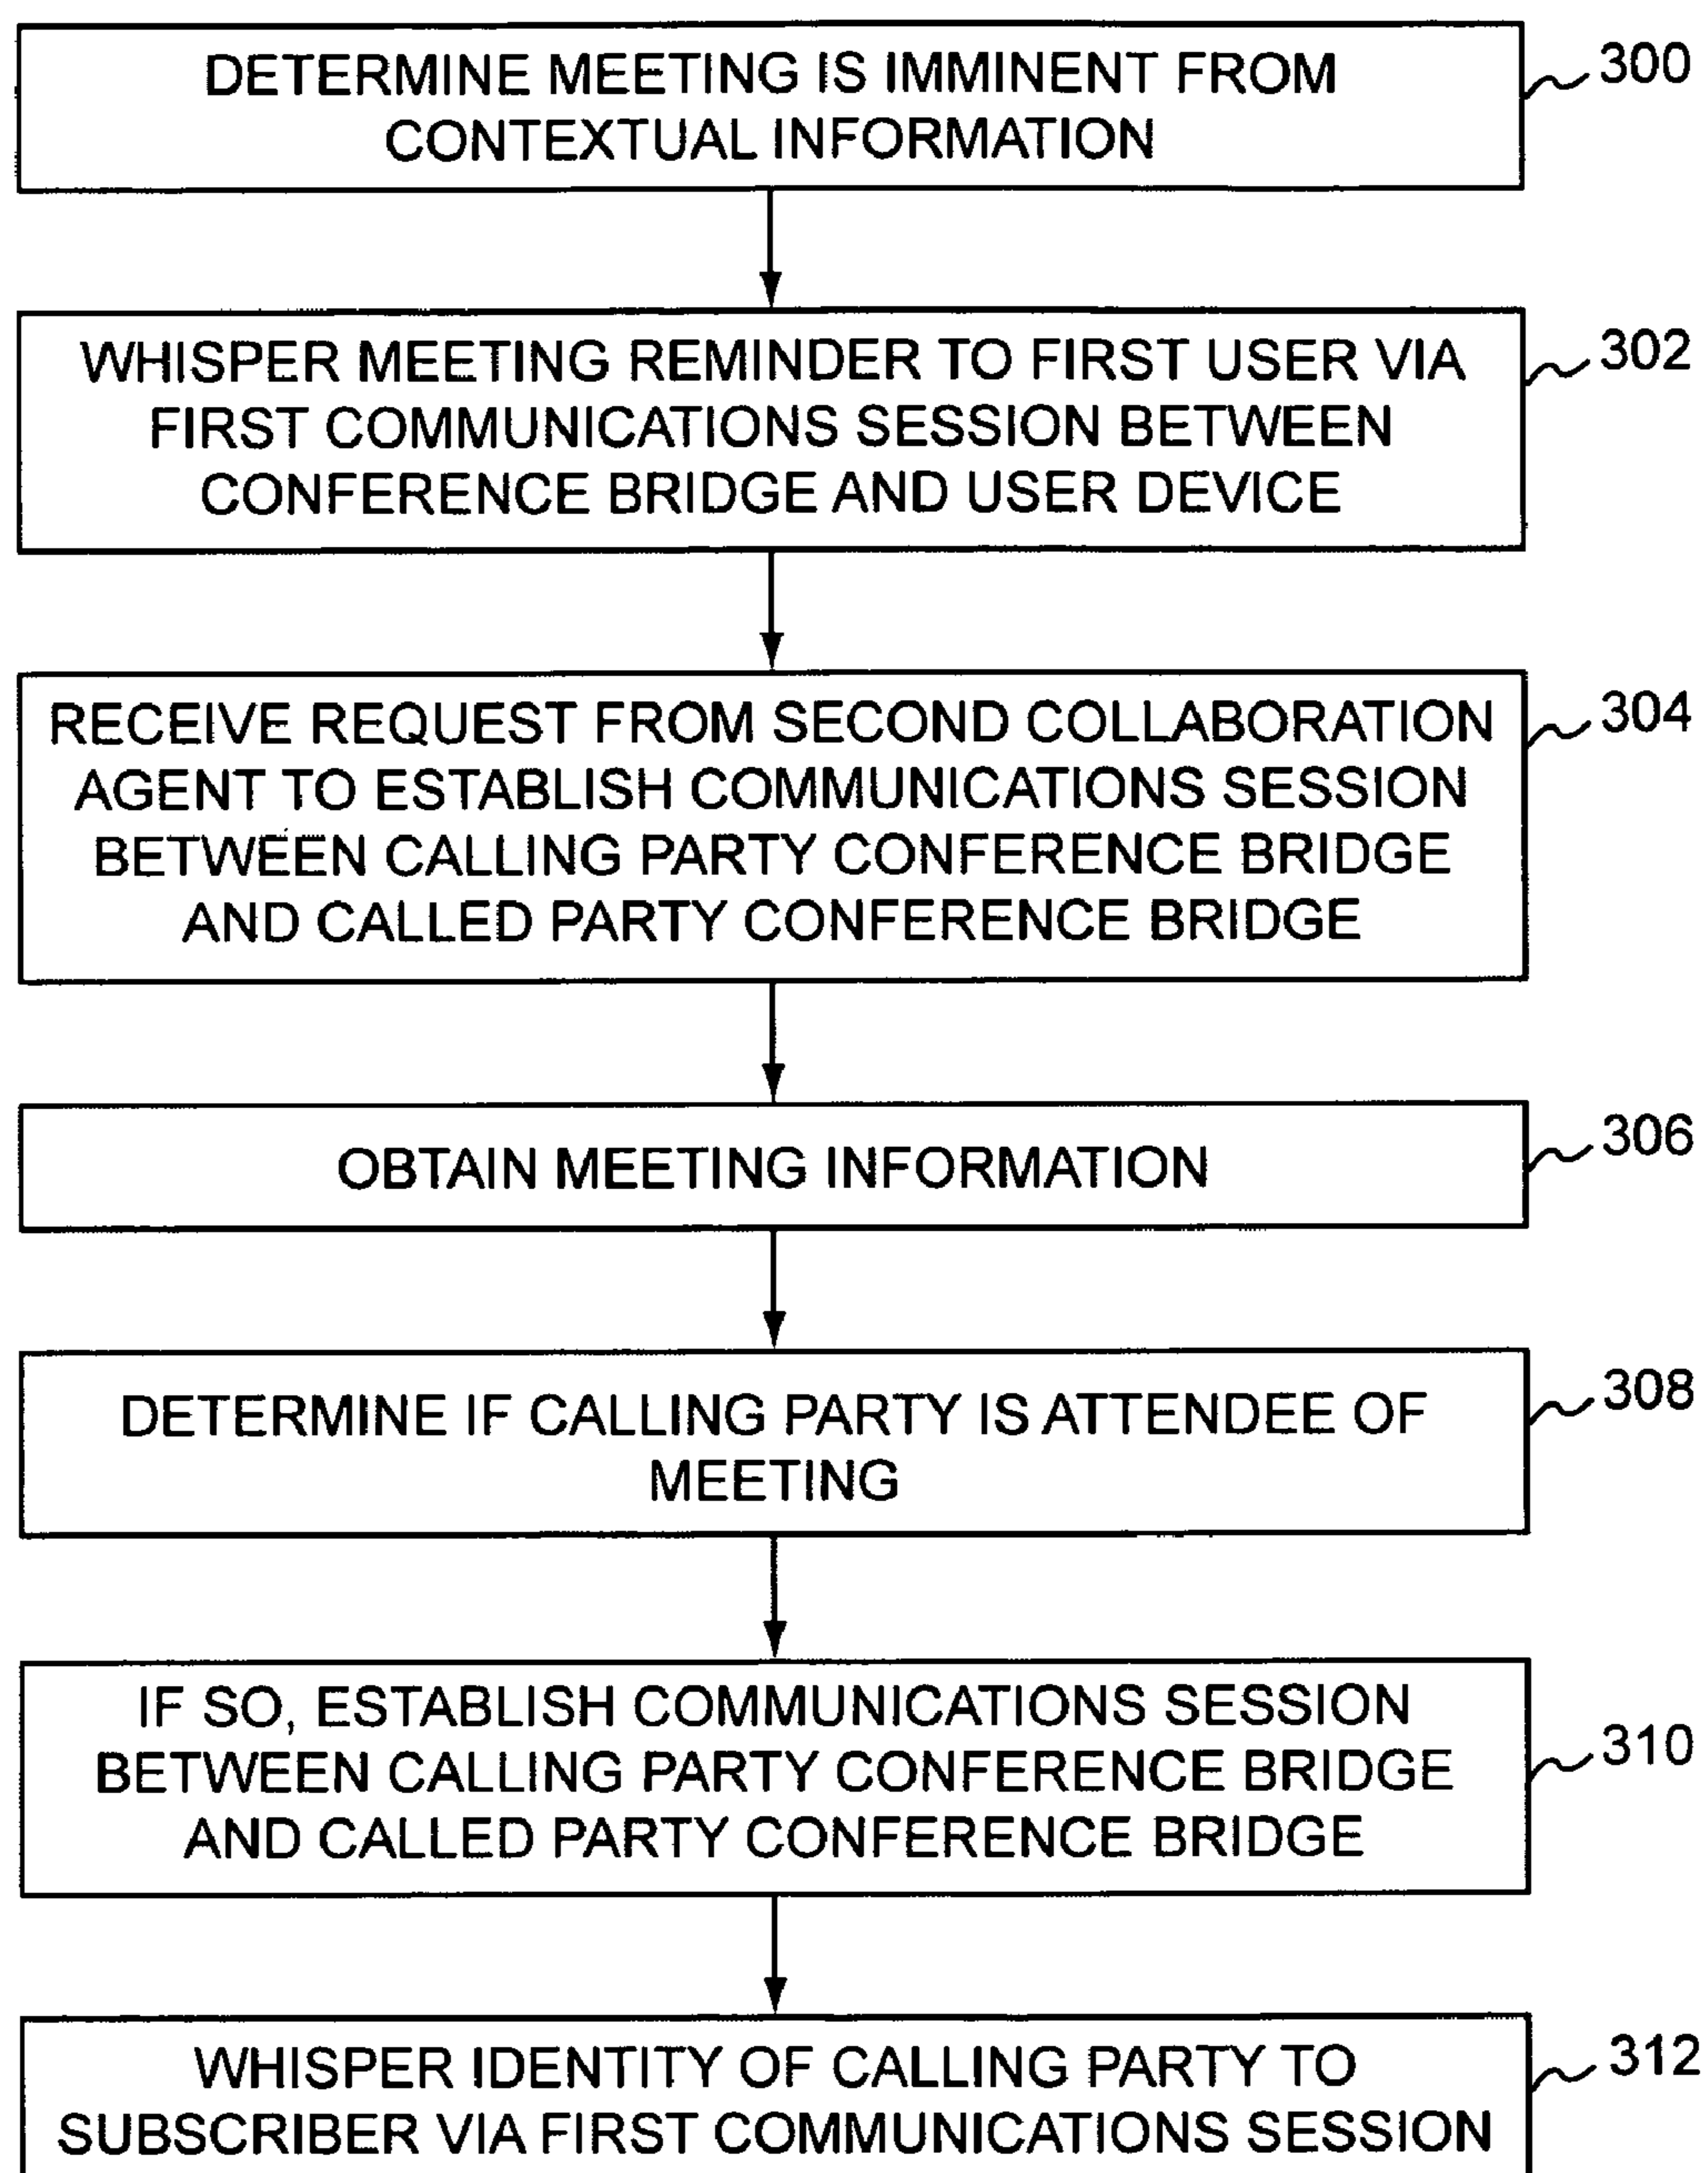 DETERMINE MEETING IS IMMINENT FROM
CONTEXTUAL INFORMATION
300
WHISPER MEETING REMINDER TO FIRST USER VIA
FIRST COMMUNICATIONS SESSION BETWEEN
CONFERENCE BRIDGE AND USER DEVICE
302
RECEIVE REQUEST FROM SECOND COLLABORATION
AGENT TO ESTABLISH COMMUNICATIONS SESSION
BETWEEN CALLING PARTY CONFERENCE BRIDGE
AND CALLED PARTY CONFERENCE BRIDGE
304
OBTAIN MEETING INFORMATION
306
DETERMINE IF CALLING PARTY IS ATTENDEE OF
MEETING
308
IF SO, ESTABLISH COMMUNICATIONS SESSION
BETWEEN CALLING PARTY CONFERENCE BRIDGE
AND CALLED PARTY CONFERENCE BRIDGE
310
WHISPER IDENTITY OF CALLING PARTY TO
SUBSCRIBER VIA FIRST COMMUNICATIONS SESSION
312